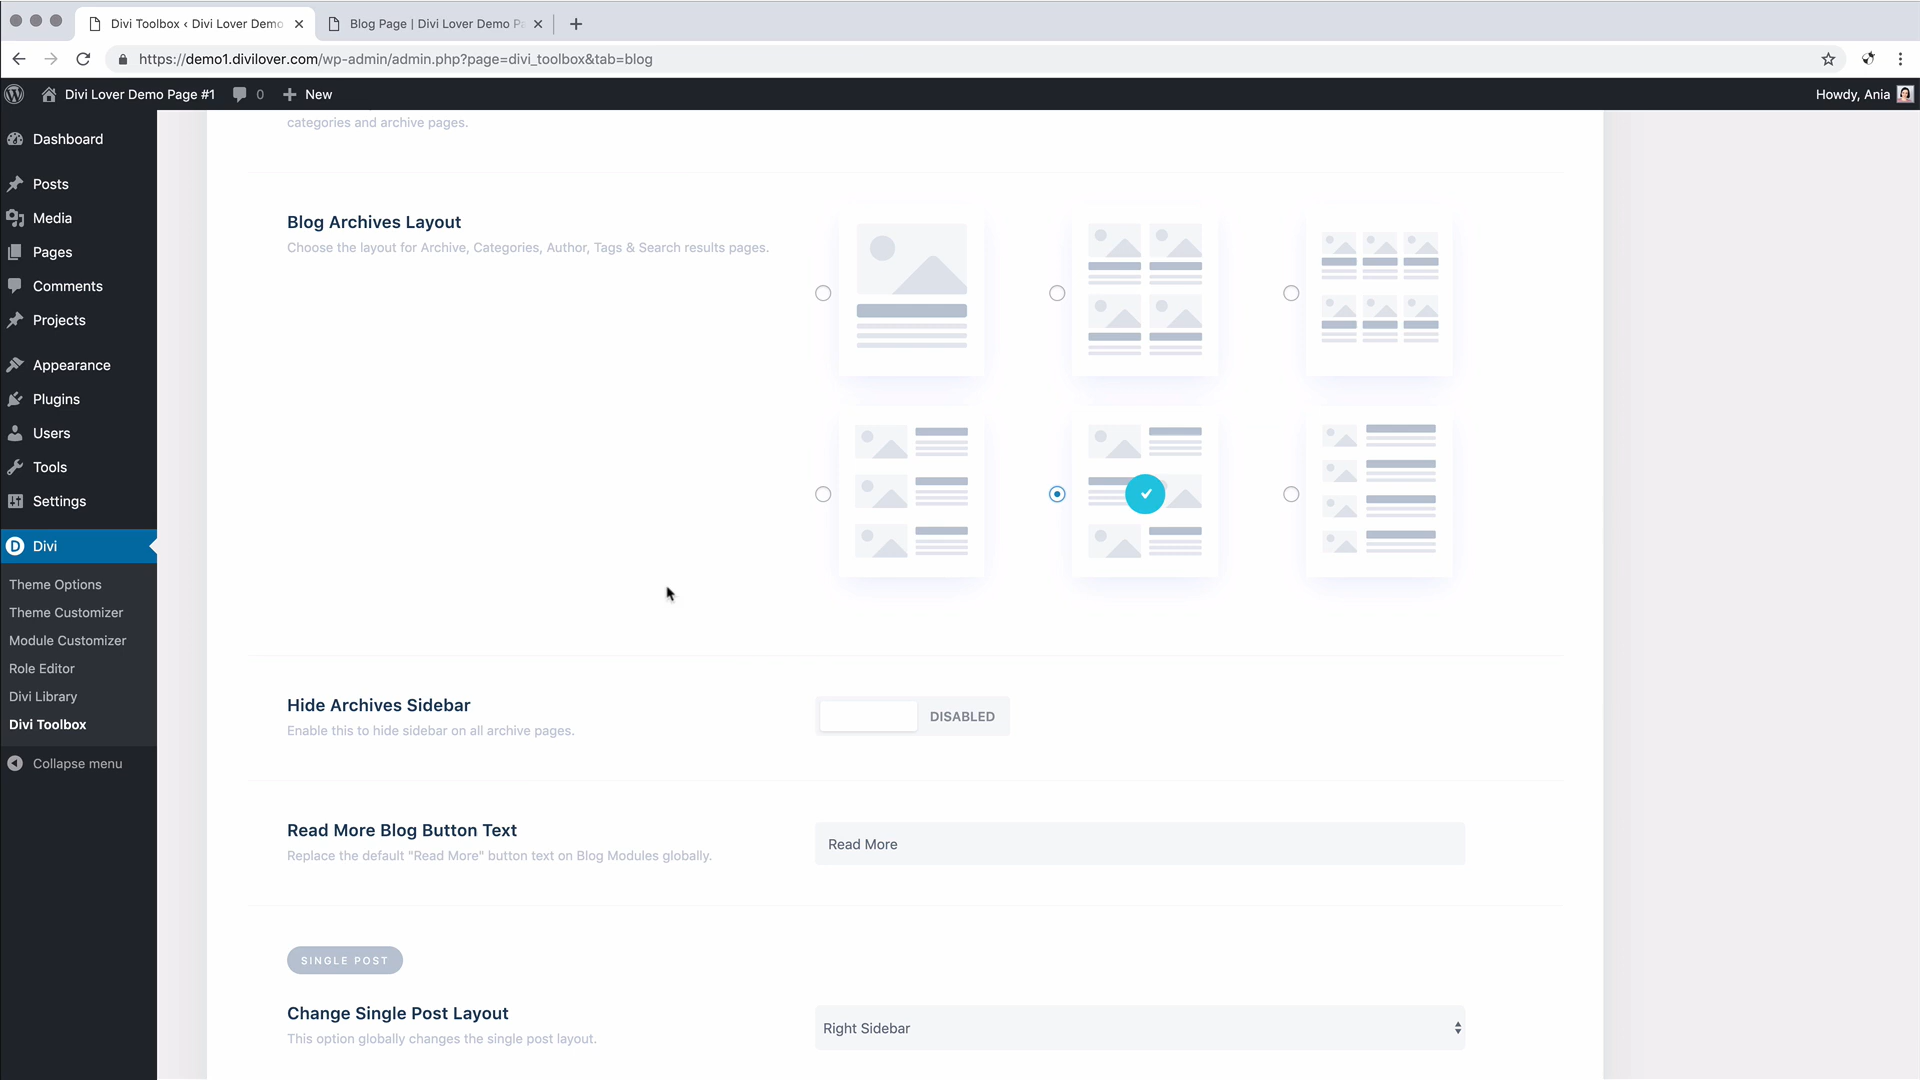 Divi Toolbox ‹ Divi Lover Demo
Blog Page | Divi Lover Demo P
https://demo1.divilover.com/wp-admin/admin.php?page=divi_toolbox&tab=blog
Divi Lover Demo Page #1
0
New
Howdy, Ania
Dashboard
Posts
Media
Pages
Comments
Projects
Appearance
Plugins
Users
Tools
Settings
Divi
Theme Options
Theme Customizer
Module Customizer
Role Editor
Divi Library
Divi Toolbox
Collapse menu
categories and archive pages.
Blog Archives Layout
Choose the layout for Archive, Categories, Author, Tags & Search results pages.
Hide Archives Sidebar
Enable this to hide sidebar on all archive pages.
DISABLED
Read More Blog Button Text
Replace the default "Read More" button text on Blog Modules globally.
Read More
SINGLE POST
Change Single Post Layout
This option globally changes the single post layout.
Right Sidebar